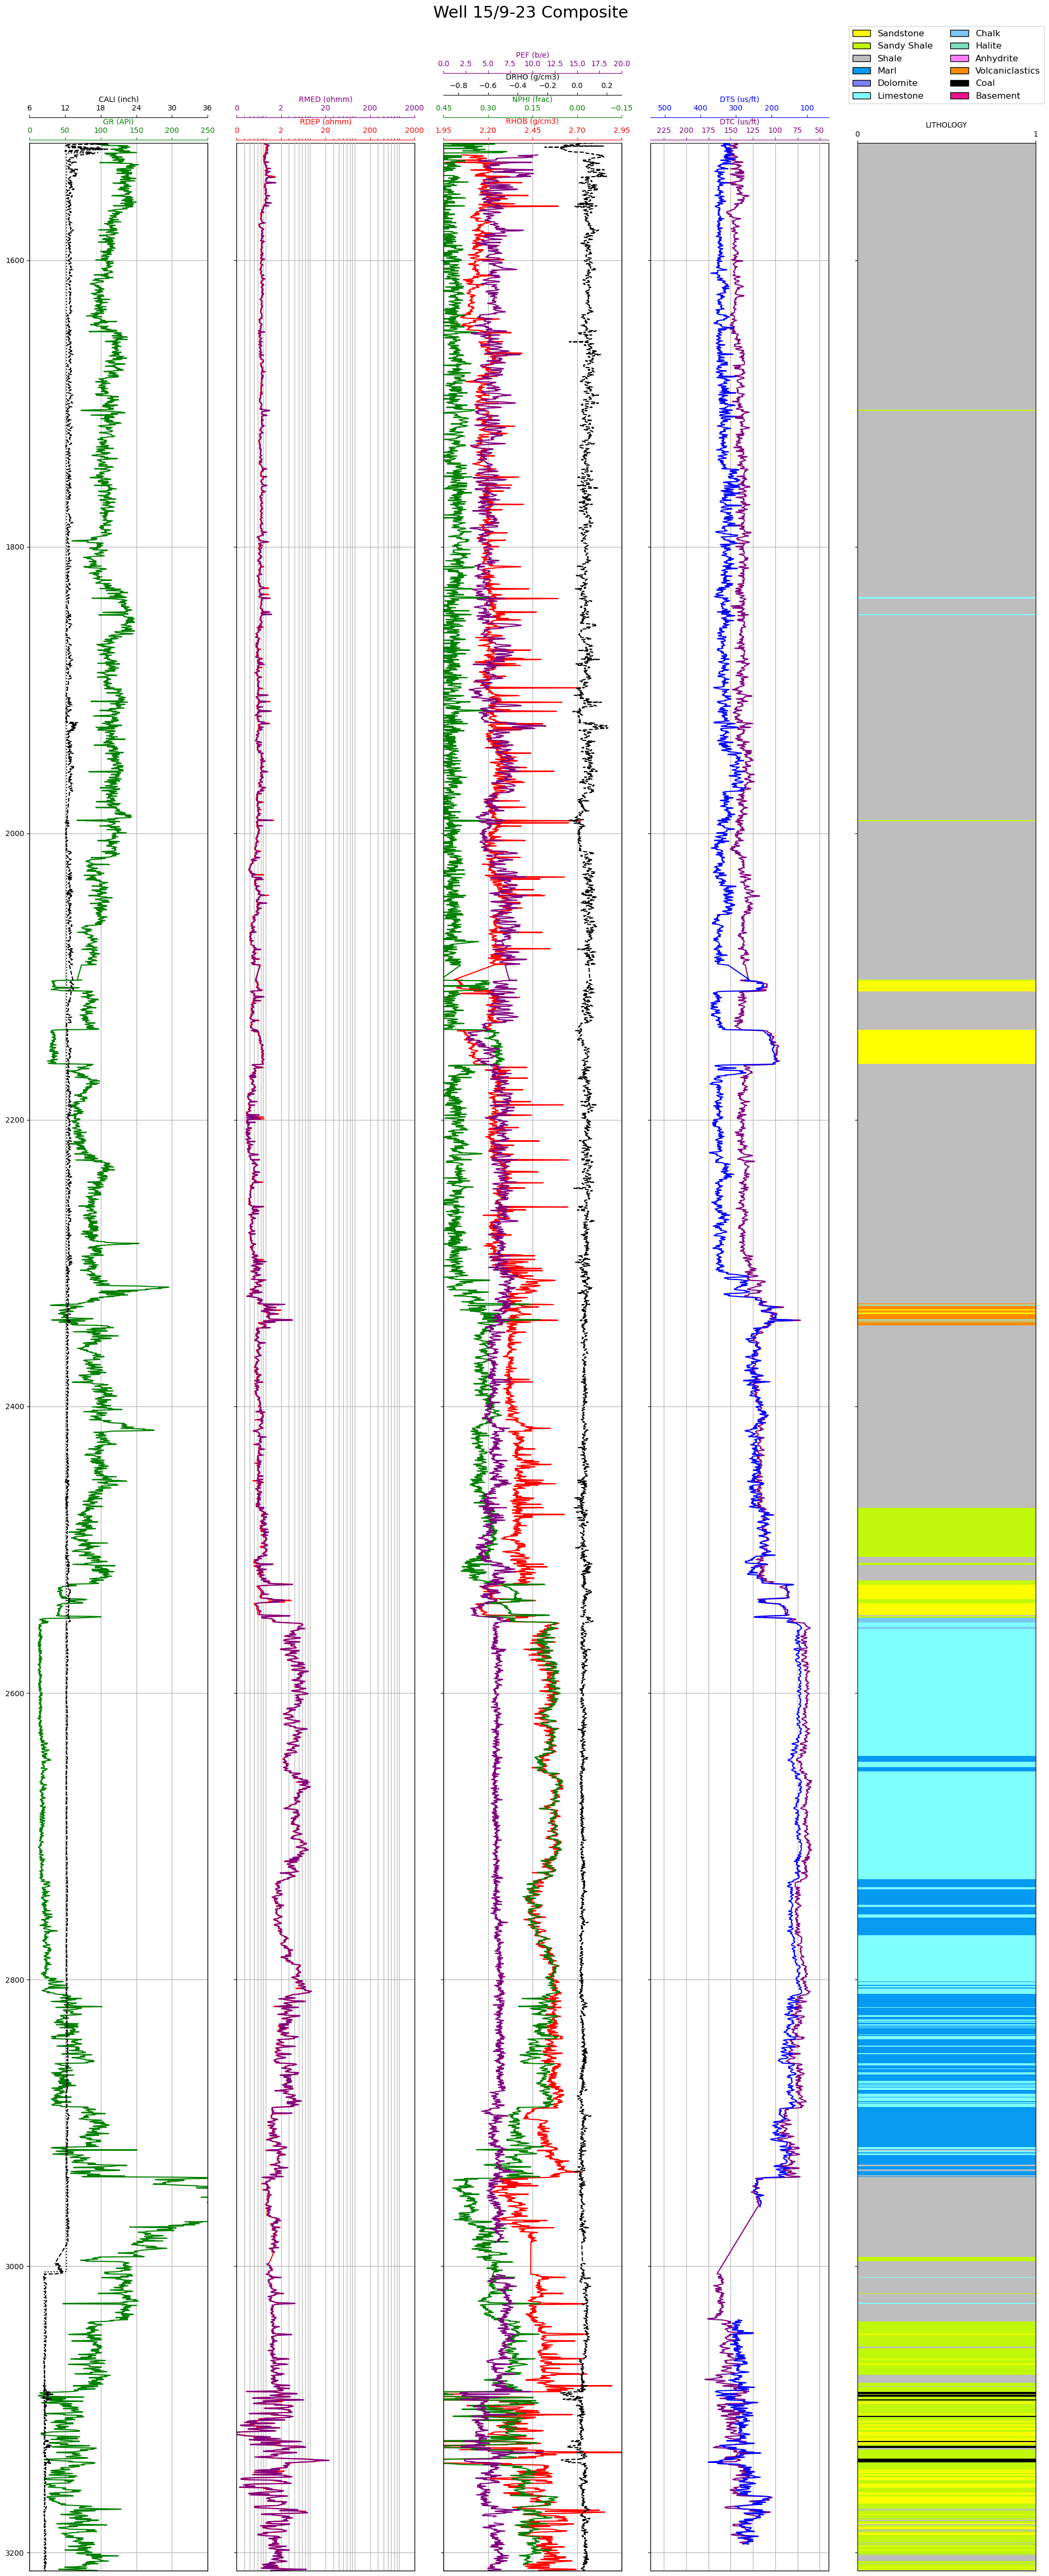 Well 15/9-23 Composite
Sandstone Chalk
Sandy Shale Halite
Shale Anhydrite
Marl Volcaniclastics
Dolomite Coal
Limestone Basement
PEF (b/e)
0.0 2.5 5.0 7.5 10.0 12.5 15.0 17.5 20.0
DRHO (g/cm3)
−0.8 −0.6 −0.4 −0.2 0.0 0.2
CALI (inch) RMED (ohmm) NPHI (frac) DTS (us/ft)
6 12 18 24 30 36 0 2 20 200 2000 0.45 0.30 0.15 0.00 −0.15 500 400 300 200 100
GR (API) RDEP (ohmm) RHOB (g/cm3) DTC (us/ft) LITHOLOGY
0 50 100 150 200 250 0 2 20 200 2000 1.95 2.20 2.45 2.70 2.95 225 200 175 150 125 100 75 50 0 1
1600
1800
2000
2200
2400
2600
2800
3000
3200